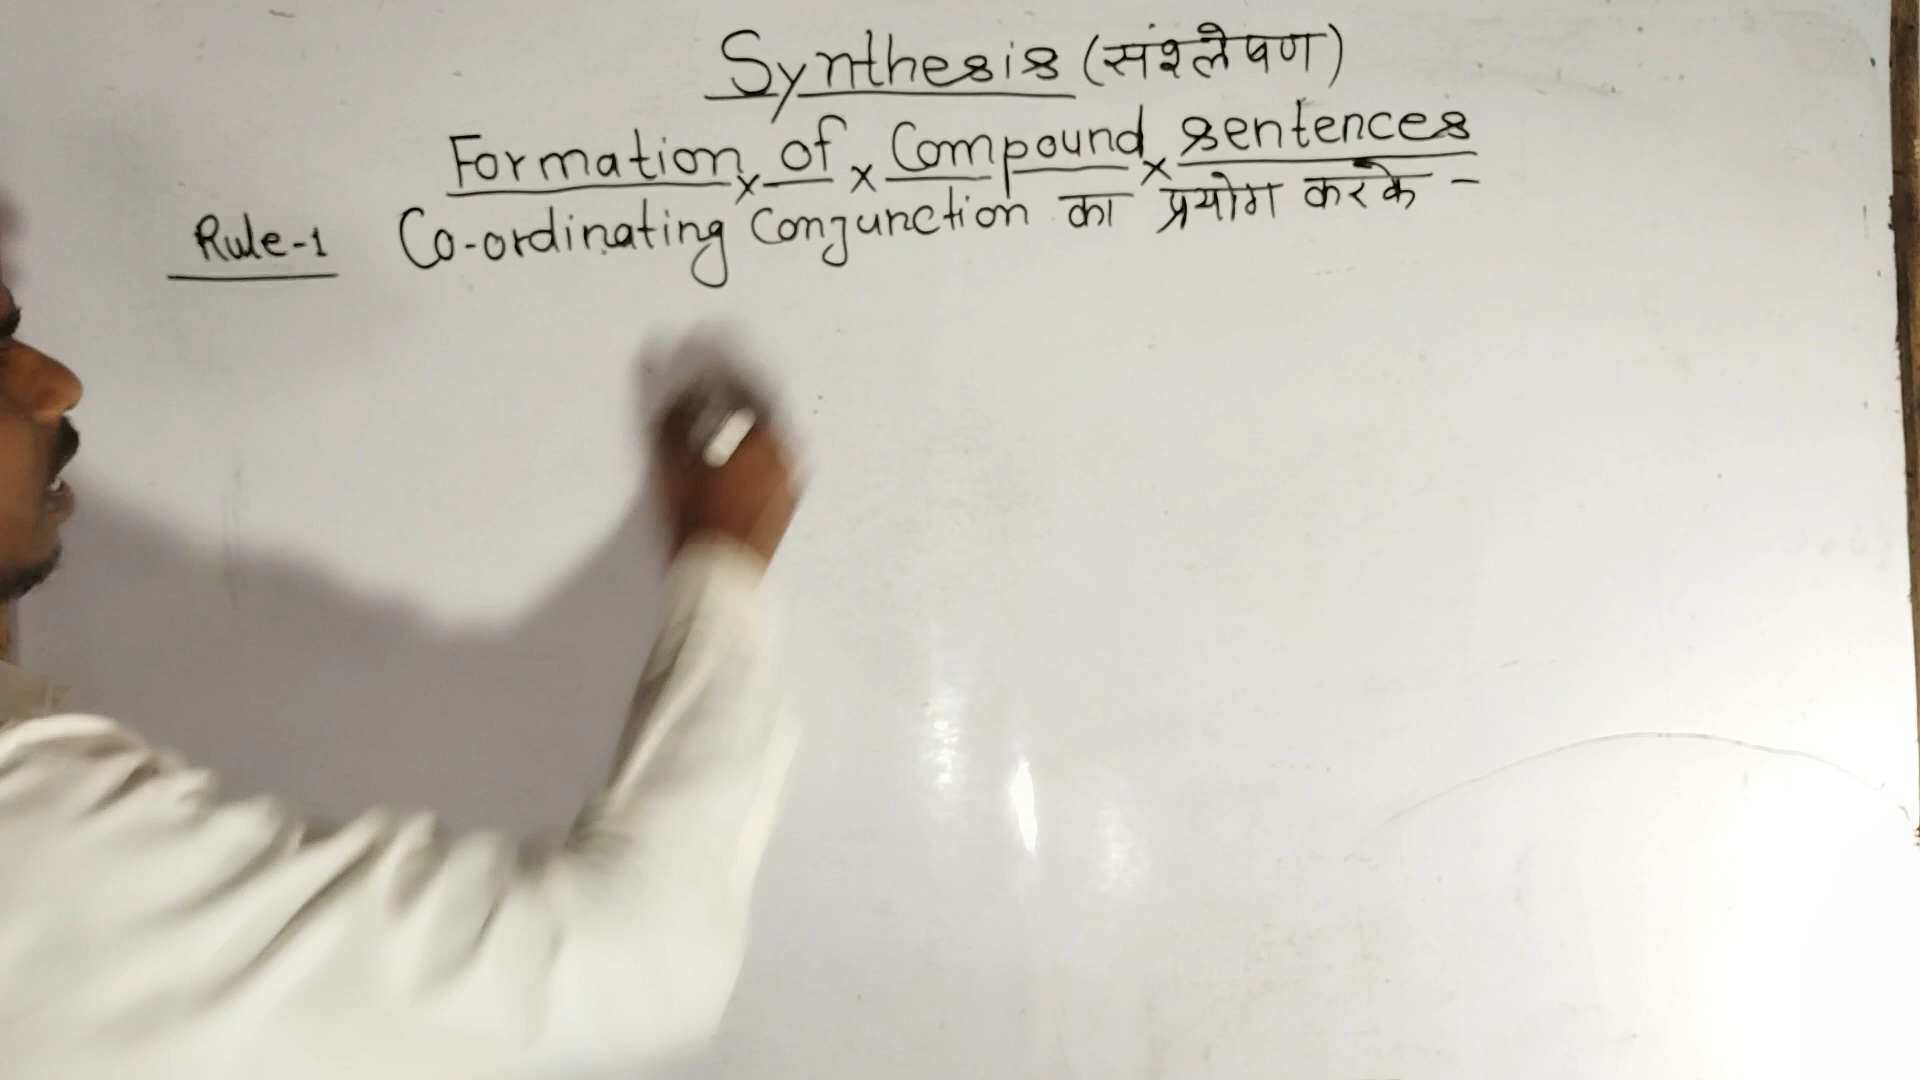 Synthesis (संश्लेषण)
Formation × of × Compound × sentences
Rule-1 Co-ordinating Conjunction का प्रयोग करके -